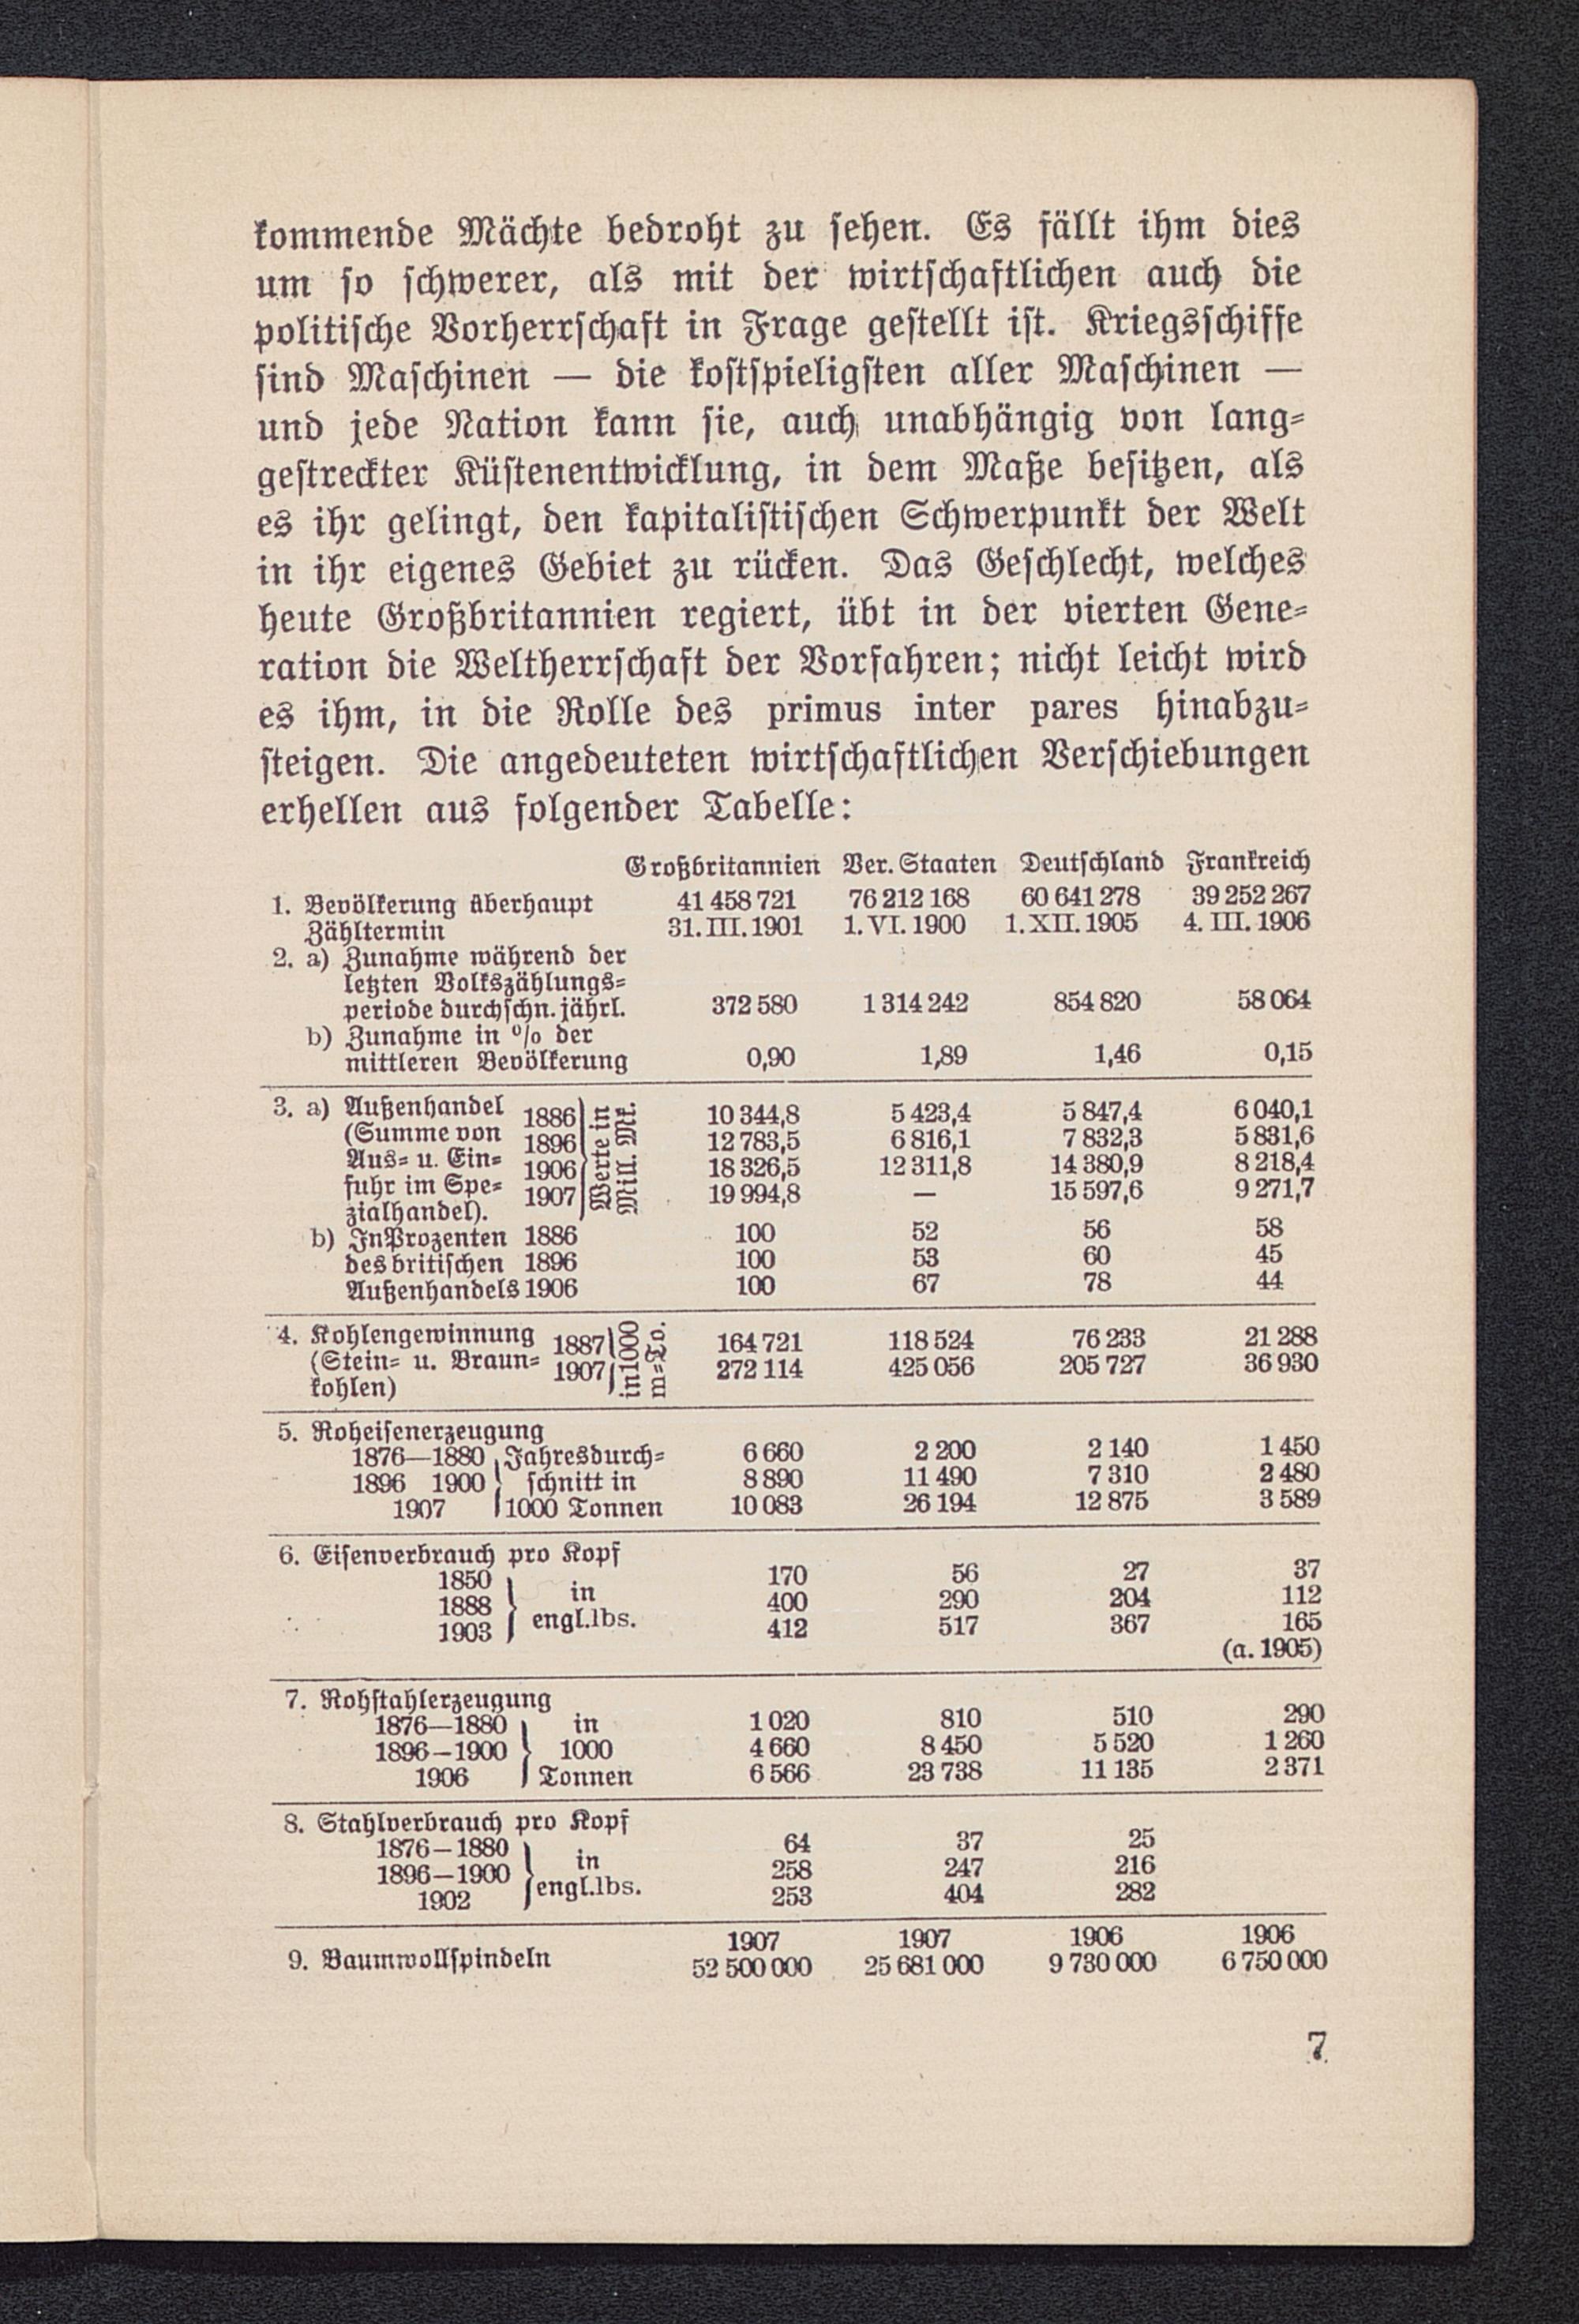 kommende Mächte bedroht zu sehen. Es fällt ihm dies
um so schwerer, als mit der wirtschaftlichen auch die
politische Vorherrschaft in Frage gestellt ist. Kriegsschiffe
sind Maschinen — die kostspieligsten aller Maschinen —
und jede Nation kann sie, auch unabhängig von lang-
gestreckter Küstenentwicklung, in dem Maße besitzen, als
es ihr gelingt, den kapitalistischen Schwerpunkt der Welt
in ihr eigenes Gebiet zu rücken. Das Geschlecht, welches
heute Großbritannien regiert, übt in der vierten Gene-
ration die Weltherrschaft der Vorfahren; nicht leicht wird
es ihm, in die Rolle des primus inter pares hinabzu-
steigen. Die angedeuteten wirtschaftlichen Verschiebungen
erhellen aus folgender Tabelle:
Großbritannien Ver. Staaten Deutschland Frankreich
1. Bevölkerung überhaupt 41 458 721 76 212 168 60 641 278 39 252 267
Zähltermin 31. III. 1901 1. VI. 1900 1. XII. 1905 4. III. 1906
2. a) Zunahme während der
letzten Volkszählungs-
periode durchschn. jährl. 372 580 1 314 242 854 820 58 064
b) Zunahme in % der
mittleren Bevölkerung 0,90 1,89 1,46 0,15
3. a) Außenhandel 1886 Werte in Mill. Mk. 10 344,8 5 423,4 5 847,4 6 040,1
(Summe von 1896 12 783,5 6 816,1 7 832,3 5 831,6
Aus- u. Ein- 1906 18 326,5 12 311,8 14 380,9 8 218,4
fuhr im Spe- 1907 19 994,8 — 15 597,6 9 271,7
zialhandel).
b) In Prozenten 1886 100 52 56 58
des britischen 1896 100 53 60 45
Außenhandels 1906 100 67 78 44
4. Kohlengewinnung 1887 in 1000 m-To. 164 721 118 524 76 233 21 288
(Stein- u. Braun- 1907 272 114 425 056 205 727 36 930
kohlen)
5. Roheisenerzeugung
1876—1880 Jahresdurch- 6 660 2 200 2 140 1 450
1896 1900 schnitt in 8 890 11 490 7 310 2 480
1907 1000 Tonnen 10 083 26 194 12 875 3 589
6. Eisenverbrauch pro Kopf
1850 in 170 56 27 37
1888 400 290 204 112
1903 engl.lbs. 412 517 367 165
(a. 1905)
7. Rohstahlerzeugung
1876—1880 in 1 020 810 510 290
1896—1900 1000 4 660 8 450 5 520 1 260
1906 Tonnen 6 566 23 738 11 135 2 371
8. Stahlverbrauch pro Kopf
1876—1880 in 64 37 25
1896—1900 258 247 216
1902 engl.lbs. 253 404 282
1907 1907 1906 1906
9. Baumwollspindeln 52 500 000 25 681 000 9 730 000 6 750 000
7